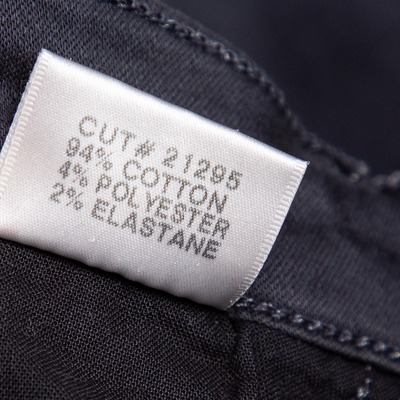 CUT# 21295
94% COTTON
4% POLYESTER
2% ELASTANE